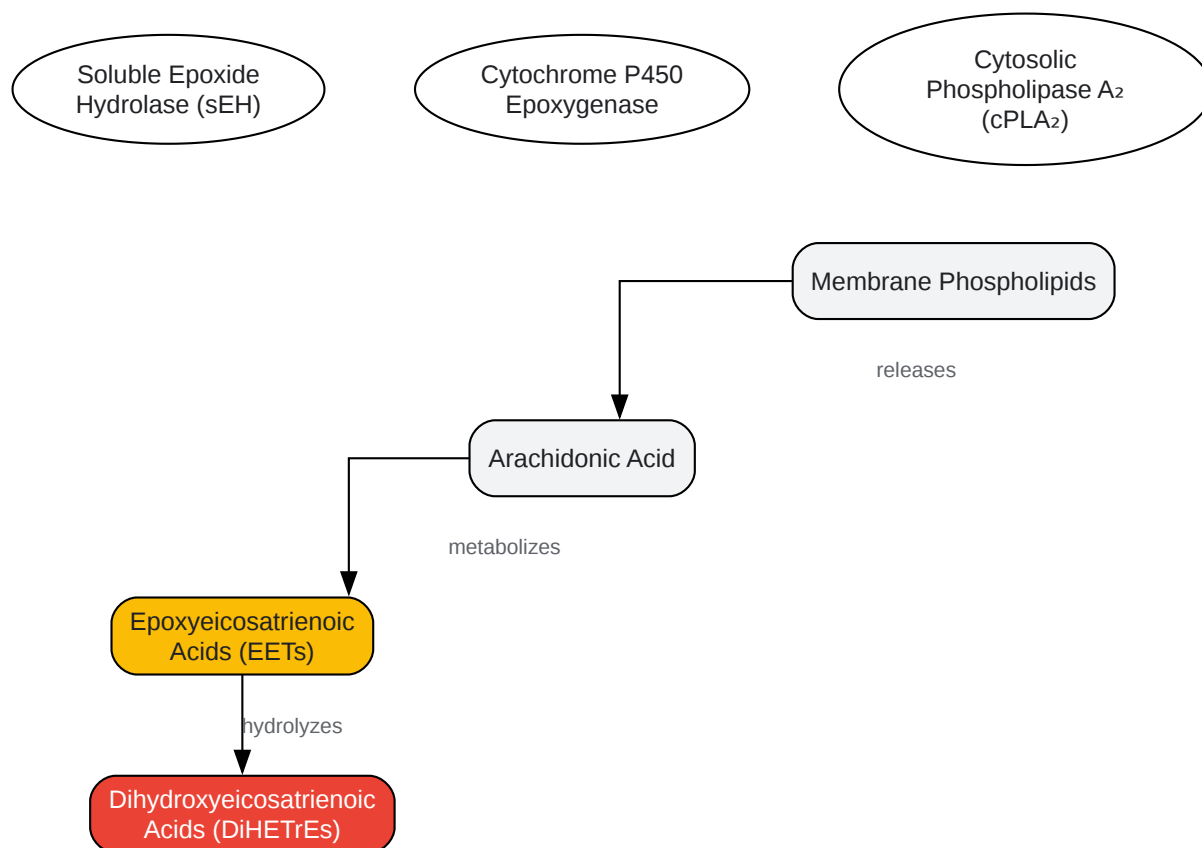 Soluble Epoxide
Hydrolase (sEH)
Cytochrome P450
Epoxygenase
Cytosolic
Phospholipase A₂
(cPLA₂)
Membrane Phospholipids
releases
Arachidonic Acid
metabolizes
Epoxyeicosatrienoic
Acids (EETs)
hydrolyzes
Dihydroxyeicosatrienoic
Acids (DiHETrEs)